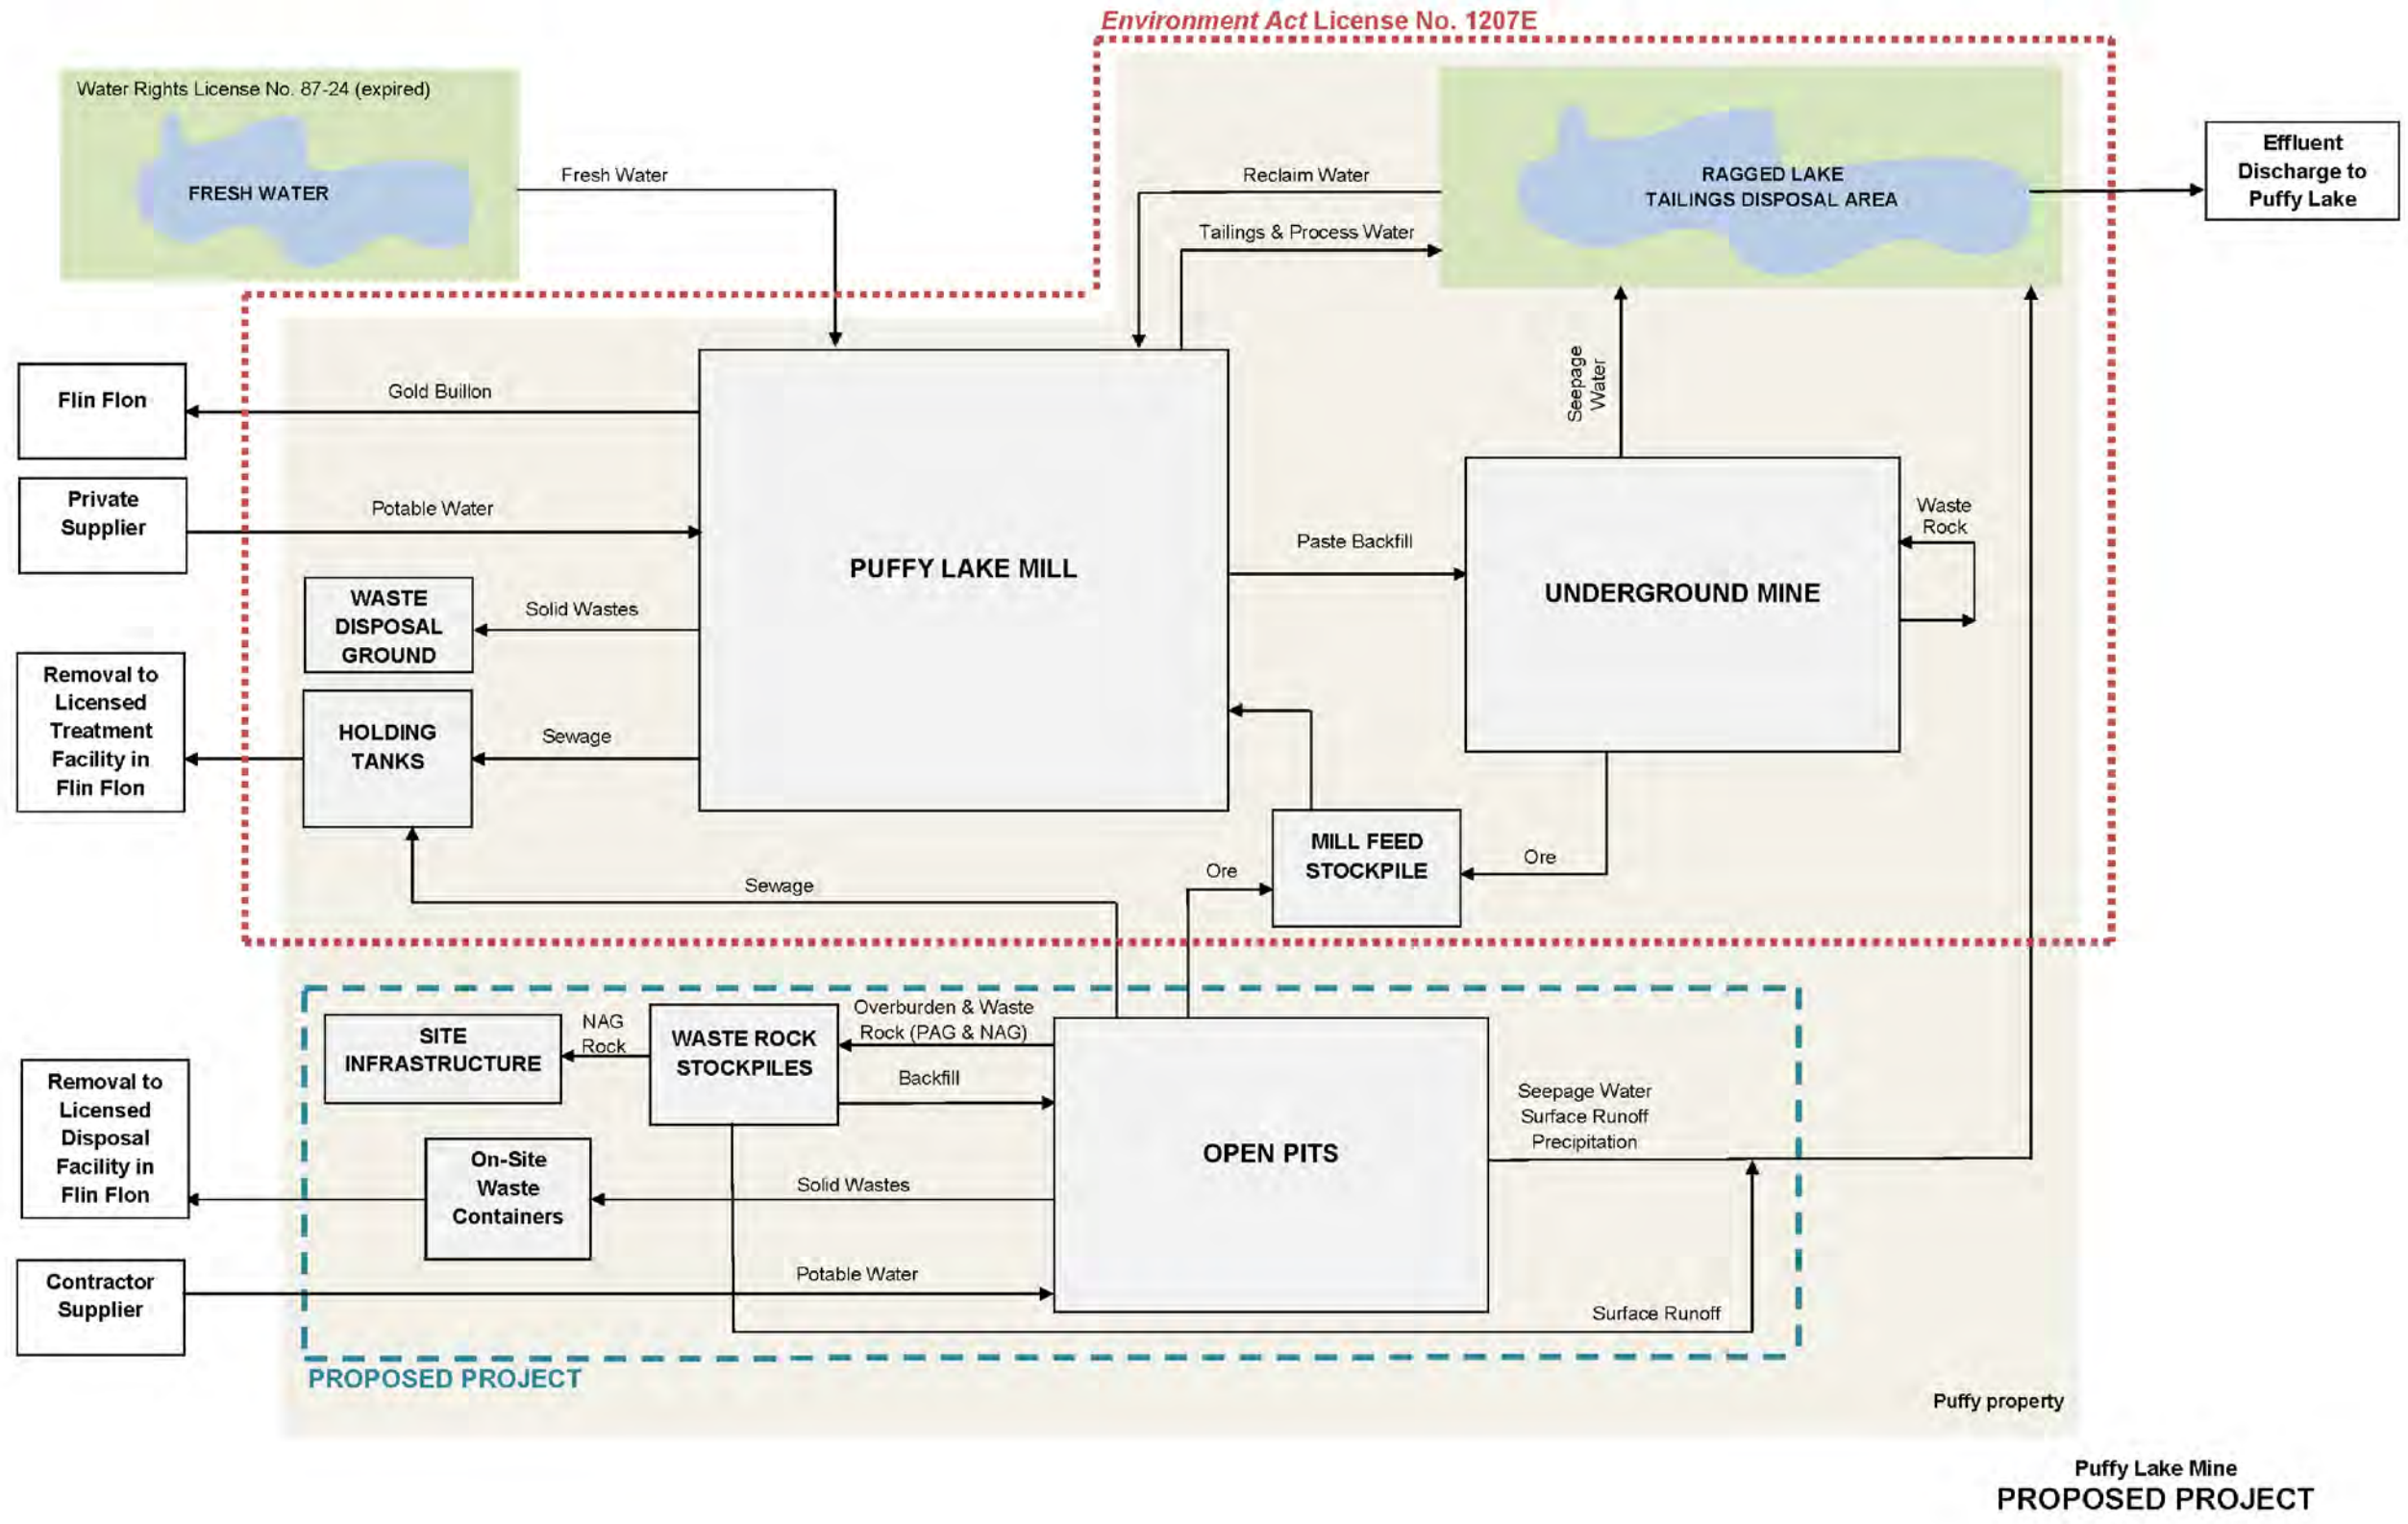 Environment Act License No. 1207E
Water Rights License No. 87-24 (expired)
FRESH WATER
Fresh Water
Reclaim Water
Tailings & Process Water
RAGGED LAKE
TAILINGS DISPOSAL AREA
Effluent
Discharge to
Puffy Lake
Flin Flon
Gold Buillon
Private
Supplier
Potable Water
PUFFY LAKE MILL
Seepage
Water
Paste Backfill
UNDERGROUND MINE
Waste
Rock
WASTE
DISPOSAL
GROUND
Solid Wastes
Removal to
Licensed
Treatment
Facility in
Flin Flon
HOLDING
TANKS
Sewage
MILL FEED
STOCKPILE
Ore
Ore
Sewage
SITE
INFRASTRUCTURE
NAG
Rock
WASTE ROCK
STOCKPILES
Overburden & Waste
Rock (PAG & NAG)
Backfill
OPEN PITS
Seepage Water
Surface Runoff
Precipitation
Removal to
Licensed
Disposal
Facility in
Flin Flon
On-Site
Waste
Containers
Solid Wastes
Contractor
Supplier
Potable Water
Surface Runoff
PROPOSED PROJECT
Puffy property
Puffy Lake Mine
PROPOSED PROJECT